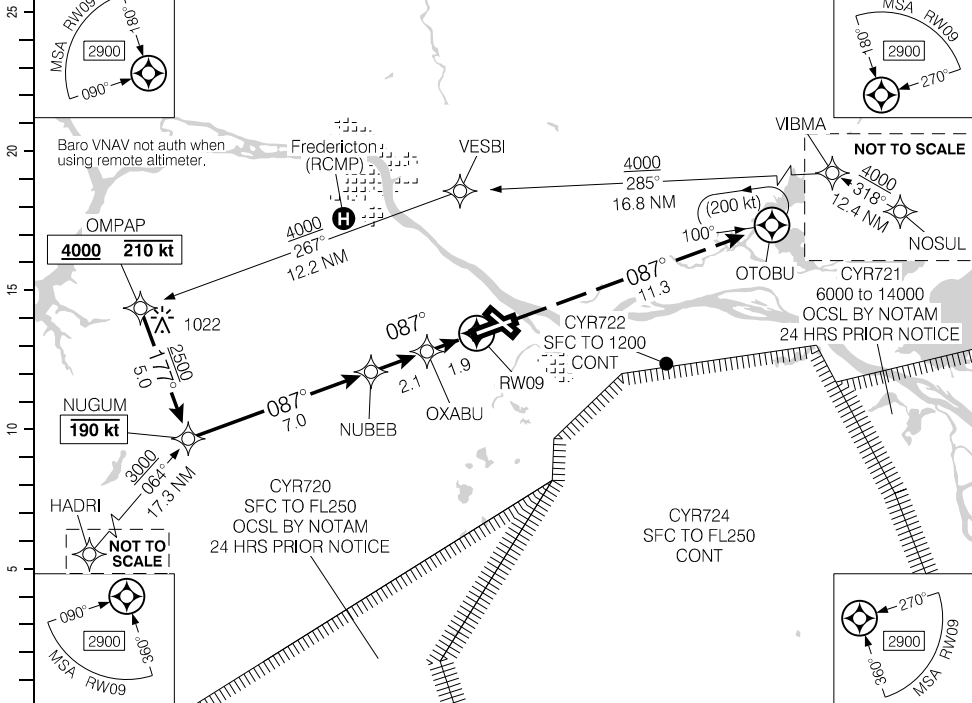 25
20
15
10
5
MSA RW09
180°
2900
090°
MSA RW09
180°
2900
270°
Baro VNAV not auth when
using remote altimeter.
Fredericton
(RCMP)
H
VESBI
VIBMA
NOT TO SCALE
4000
285°
16.8 NM
4000
318°
12.4 NM
NOSUL
(200 kt)
100°
OTOBU
4000
267°
12.2 NM
OMPAP
4000 210 kt
1022
2500
177°
5.0
087°
11.3
CYR721
6000 to 14000
OCSL BY NOTAM
24 HRS PRIOR NOTICE
CYR722
SFC TO 1200
CONT
087°
2.1
1.9
RW09
OXABU
NUBEB
087°
7.0
NUGUM
190 kt
3000
064°
17.3 NM
HADRI
NOT TO
SCALE
CYR720
SFC TO FL250
OCSL BY NOTAM
24 HRS PRIOR NOTICE
CYR724
SFC TO FL250
CONT
090°
2900
360°
MSA RW09
270°
2900
360°
MSA RW09